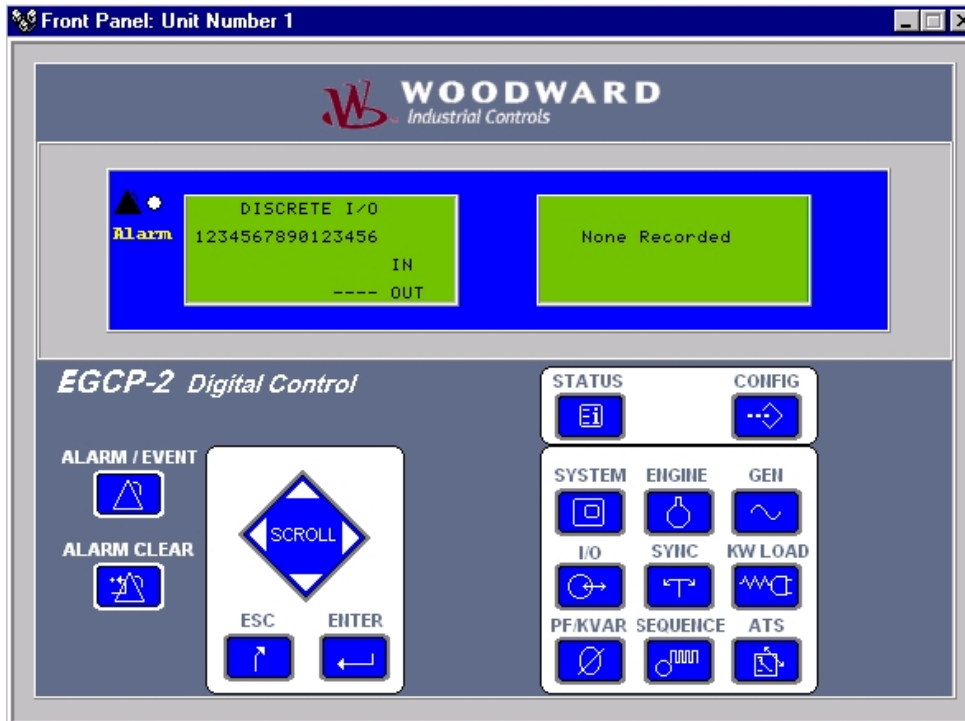 Front Panel: Unit Number 1
WOODWARD
Industrial Controls
Alarm
DISCRETE I/O
1234567890123456
IN
---- OUT
None Recorded
EGCP-2 Digital Control
STATUS CONFIG
ALARM / EVENT
ALARM CLEAR
SCROLL
ESC ENTER
SYSTEM ENGINE GEN
I/O SYNC KW LOAD
PF/KVAR SEQUENCE ATS